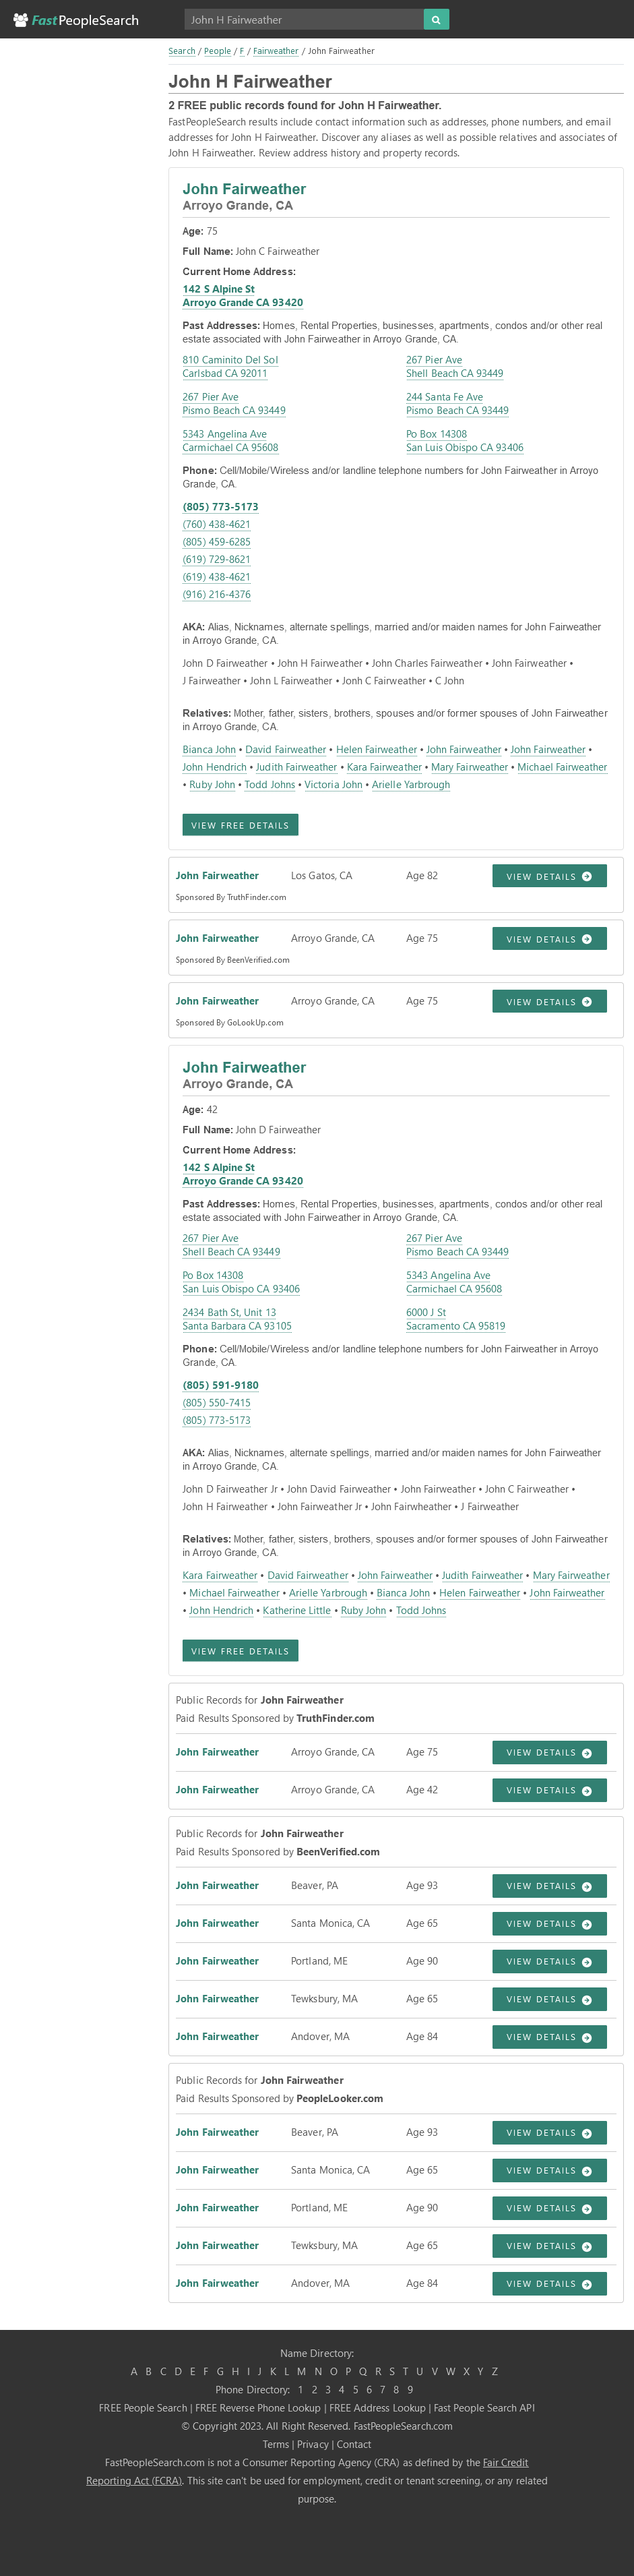 FastPeopleSearch
John H Fairweather
Search / People / F / Fairweather / John Fairweather
John H Fairweather
2 FREE public records found for John H Fairweather.
FastPeopleSearch results include contact information such as addresses, phone numbers, and email
addresses for John H Fairweather. Discover any aliases as well as possible relatives and associates of
John H Fairweather. Review address history and property records.
John Fairweather
Arroyo Grande, CA
Age: 75
Full Name: John C Fairweather
Current Home Address:
142 S Alpine St
Arroyo Grande CA 93420
Past Addresses: Homes, Rental Properties, businesses, apartments, condos and/or other real
estate associated with John Fairweather in Arroyo Grande, CA.
810 Caminito Del Sol
Carlsbad CA 92011
267 Pier Ave
Shell Beach CA 93449
267 Pier Ave
Pismo Beach CA 93449
244 Santa Fe Ave
Pismo Beach CA 93449
5343 Angelina Ave
Carmichael CA 95608
Po Box 14308
San Luis Obispo CA 93406
Phone: Cell/Mobile/Wireless and/or landline telephone numbers for John Fairweather in Arroyo
Grande, CA.
(805) 773-5173
(760) 438-4621
(805) 459-6285
(619) 729-8621
(619) 438-4621
(916) 216-4376
AKA: Alias, Nicknames, alternate spellings, married and/or maiden names for John Fairweather
in Arroyo Grande, CA.
John D Fairweather • John H Fairweather • John Charles Fairweather • John Fairweather •
J Fairweather • John L Fairweather • Jonh C Fairweather • C John
Relatives: Mother, father, sisters, brothers, spouses and/or former spouses of John Fairweather
in Arroyo Grande, CA.
Bianca John • David Fairweather • Helen Fairweather • John Fairweather • John Fairweather •
John Hendrich • Judith Fairweather • Kara Fairweather • Mary Fairweather • Michael Fairweather
• Ruby John • Todd Johns • Victoria John • Arielle Yarbrough
VIEW FREE DETAILS
John Fairweather Los Gatos, CA Age 82 VIEW DETAILS
Sponsored By TruthFinder.com
John Fairweather Arroyo Grande, CA Age 75 VIEW DETAILS
Sponsored By BeenVerified.com
John Fairweather Arroyo Grande, CA Age 75 VIEW DETAILS
Sponsored By GoLookUp.com
John Fairweather
Arroyo Grande, CA
Age: 42
Full Name: John D Fairweather
Current Home Address:
142 S Alpine St
Arroyo Grande CA 93420
Past Addresses: Homes, Rental Properties, businesses, apartments, condos and/or other real
estate associated with John Fairweather in Arroyo Grande, CA.
267 Pier Ave
Shell Beach CA 93449
267 Pier Ave
Pismo Beach CA 93449
Po Box 14308
San Luis Obispo CA 93406
5343 Angelina Ave
Carmichael CA 95608
2434 Bath St, Unit 13
Santa Barbara CA 93105
6000 J St
Sacramento CA 95819
Phone: Cell/Mobile/Wireless and/or landline telephone numbers for John Fairweather in Arroyo
Grande, CA.
(805) 591-9180
(805) 550-7415
(805) 773-5173
AKA: Alias, Nicknames, alternate spellings, married and/or maiden names for John Fairweather
in Arroyo Grande, CA.
John D Fairweather Jr • John David Fairweather • John Fairweather • John C Fairweather •
John H Fairweather • John Fairweather Jr • John Fairwheather • J Fairweather
Relatives: Mother, father, sisters, brothers, spouses and/or former spouses of John Fairweather
in Arroyo Grande, CA.
Kara Fairweather • David Fairweather • John Fairweather • Judith Fairweather • Mary Fairweather
• Michael Fairweather • Arielle Yarbrough • Bianca John • Helen Fairweather • John Fairweather
• John Hendrich • Katherine Little • Ruby John • Todd Johns
VIEW FREE DETAILS
Public Records for John Fairweather
Paid Results Sponsored by TruthFinder.com
John Fairweather Arroyo Grande, CA Age 75 VIEW DETAILS
John Fairweather Arroyo Grande, CA Age 42 VIEW DETAILS
Public Records for John Fairweather
Paid Results Sponsored by BeenVerified.com
John Fairweather Beaver, PA Age 93 VIEW DETAILS
John Fairweather Santa Monica, CA Age 65 VIEW DETAILS
John Fairweather Portland, ME Age 90 VIEW DETAILS
John Fairweather Tewksbury, MA Age 65 VIEW DETAILS
John Fairweather Andover, MA Age 84 VIEW DETAILS
Public Records for John Fairweather
Paid Results Sponsored by PeopleLooker.com
John Fairweather Beaver, PA Age 93 VIEW DETAILS
John Fairweather Santa Monica, CA Age 65 VIEW DETAILS
John Fairweather Portland, ME Age 90 VIEW DETAILS
John Fairweather Tewksbury, MA Age 65 VIEW DETAILS
John Fairweather Andover, MA Age 84 VIEW DETAILS
Name Directory:
A B C D E F G H I J K L M N O P Q R S T U V W X Y Z
Phone Directory: 1 2 3 4 5 6 7 8 9
FREE People Search | FREE Reverse Phone Lookup | FREE Address Lookup | Fast People Search API
© Copyright 2023. All Right Reserved. FastPeopleSearch.com
Terms | Privacy | Contact
FastPeopleSearch.com is not a Consumer Reporting Agency (CRA) as defined by the Fair Credit
Reporting Act (FCRA). This site can't be used for employment, credit or tenant screening, or any related
purpose.